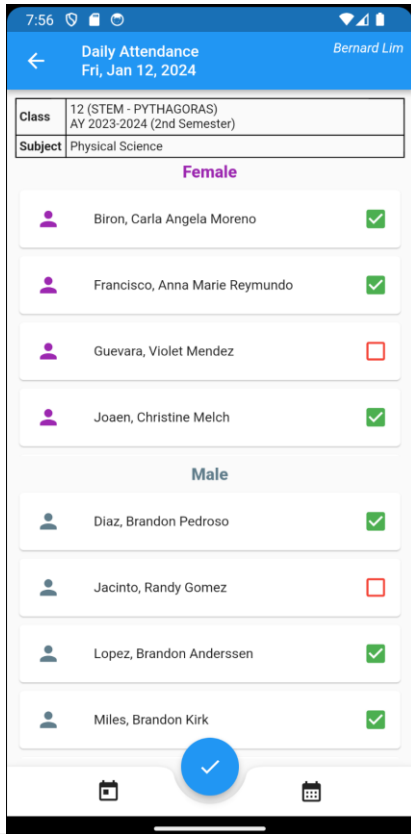 7:56
Daily Attendance
Bernard Lim
Fri, Jan 12, 2024
Class
12 (STEM - PYTHAGORAS)
AY 2023-2024 (2nd Semester)
Subject
Physical Science
Female
Biron, Carla Angela Moreno
Francisco, Anna Marie Reymundo
Guevara, Violet Mendez
Joaen, Christine Melch
Male
Diaz, Brandon Pedroso
Jacinto, Randy Gomez
Lopez, Brandon Anderssen
Miles, Brandon Kirk